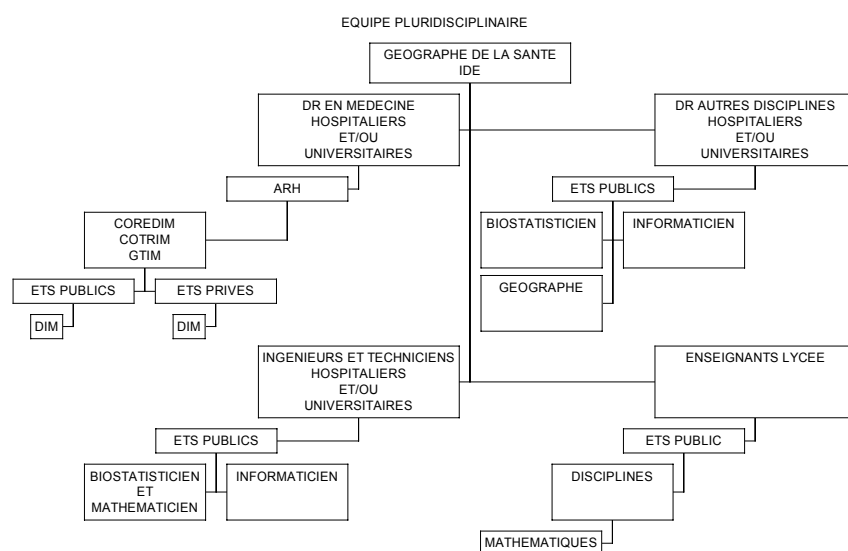 EQUIPE PLURIDISCIPLINAIRE
GEOGRAPHE DE LA SANTE
IDE
DR EN MEDECINE
HOSPITALIERS
ET/OU
UNIVERSITAIRES
DR AUTRES DISCIPLINES
HOSPITALIERS
ET/OU
UNIVERSITAIRES
ARH
ETS PUBLICS
COREDIM
COTRIM
GTIM
BIOSTATISTICIEN
INFORMATICIEN
ETS PUBLICS
ETS PRIVES
GEOGRAPHE
DIM
DIM
INGENIEURS ET TECHNICIENS
HOSPITALIERS
ET/OU
UNIVERSITAIRES
ENSEIGNANTS LYCEE
ETS PUBLICS
ETS PUBLIC
BIOSTATISTICIEN
ET
MATHEMATICIEN
INFORMATICIEN
DISCIPLINES
MATHEMATIQUES